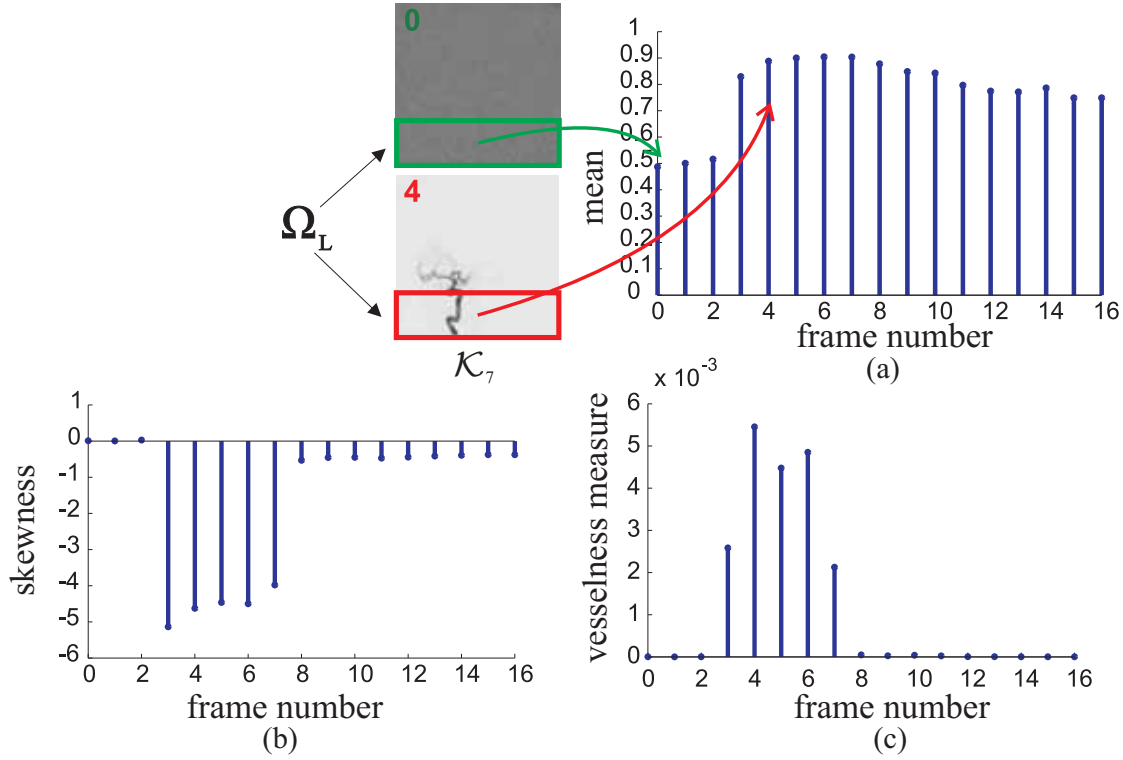 0
4
Ω_L
𝒦_7
1
0.9
0.8
0.7
0.6
0.5
0.4
0.3
0.2
0.1
0
mean
0 2 4 6 8 10 12 14 16
frame number
(a)
1
0
-1
-2
-3
-4
-5
-6
skewness
0 2 4 6 8 10 12 14 16
frame number
(b)
x 10^-3
6
5
4
3
2
1
0
vesselness measure
0 2 4 6 8 10 12 14 16
frame number
(c)